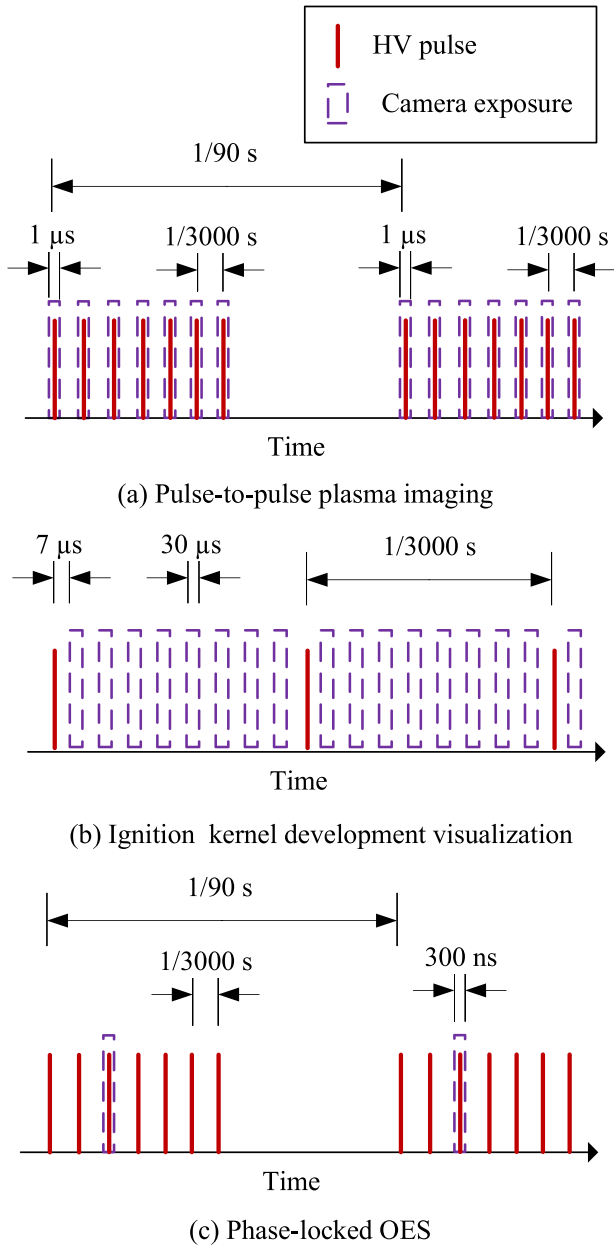 HV pulse
Camera exposure
1/90 s
1 µs
1/3000 s
1 µs
1/3000 s
Time
(a) Pulse-to-pulse plasma imaging
7 µs
30 µs
1/3000 s
Time
(b) Ignition kernel development visualization
1/90 s
1/3000 s
300 ns
Time
(c) Phase-locked OES